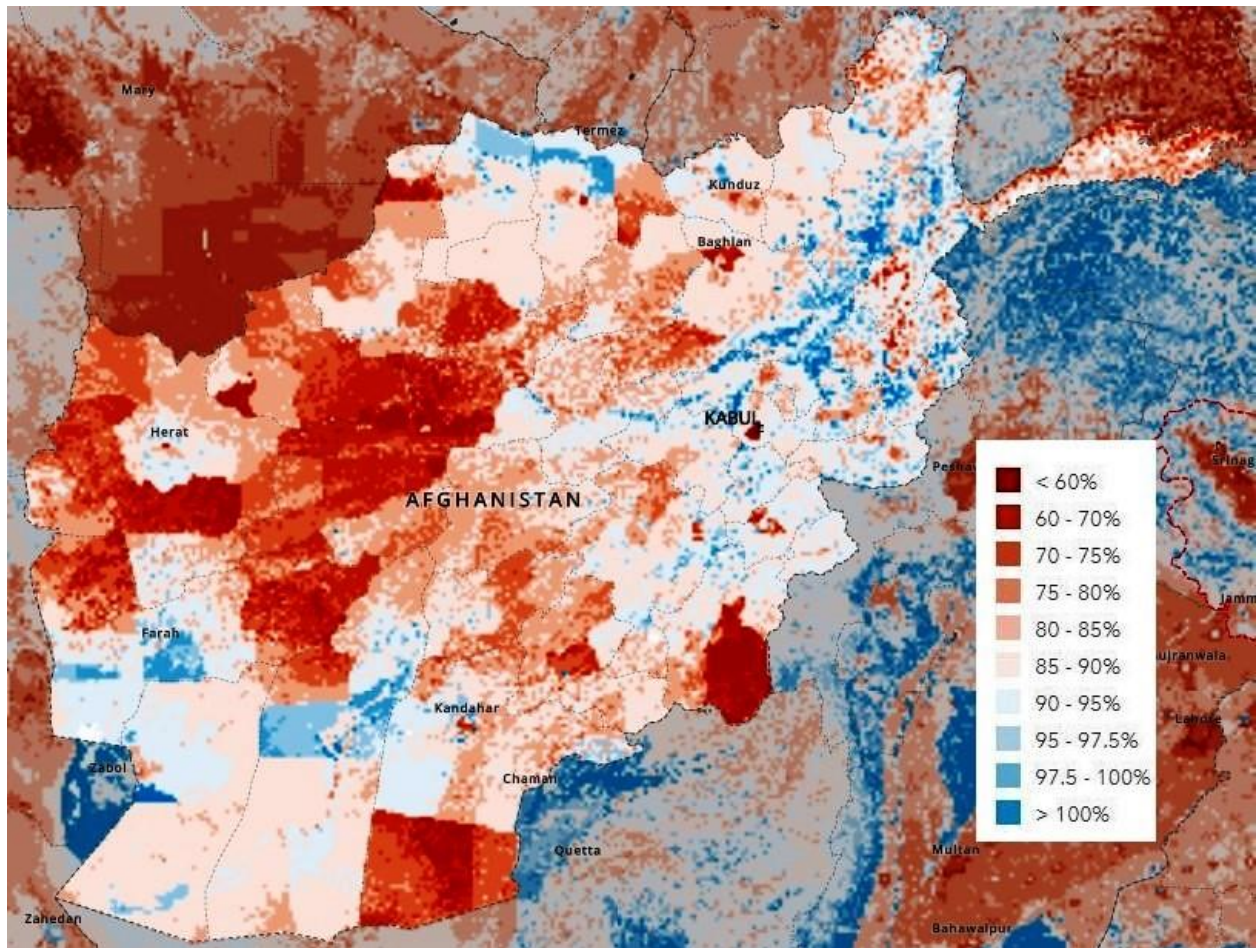 Mary
Termez
Kunduz
Baghlan
Herat
KABUL
AFGHANISTAN
Farah
Kandahar
Zabol
Chaman
Quetta
Zahedan
Multan
Bahawalpur
Lahore
< 60%
60 - 70%
70 - 75%
75 - 80%
80 - 85%
85 - 90%
90 - 95%
95 - 97.5%
97.5 - 100%
> 100%